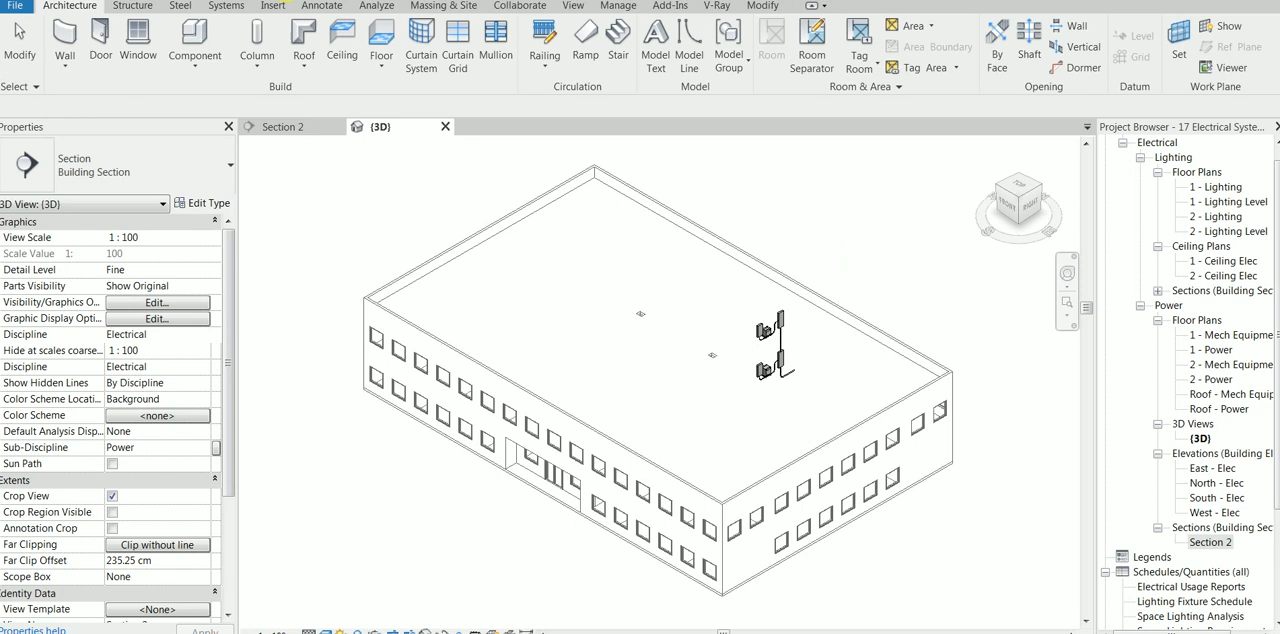 File Architecture Structure Steel Systems Insert Annotate Analyze Massing & Site Collaborate View Manage Add-Ins V-Ray Modify
Modify Wall Door Window Component Column Roof Ceiling Floor Curtain System Curtain Grid Mullion Railing Ramp Stair Model Text Model Line Model Group Room Room Separator Tag Room Area Area Boundary Tag Area By Face Shaft Wall Vertical Dormer Level Grid Set Show Ref Plane Viewer
Select Build Circulation Model Room & Area Opening Datum Work Plane
Properties
Section 2
{3D}
Project Browser - 17 Electrical Syste...
Section
Building Section
3D View: {3D} Edit Type
Graphics
View Scale 1 : 100
Scale Value 1: 100
Detail Level Fine
Parts Visibility Show Original
Visibility/Graphics O... Edit...
Graphic Display Opti... Edit...
Discipline Electrical
Hide at scales coarse... 1 : 100
Discipline Electrical
Show Hidden Lines By Discipline
Color Scheme Locati... Background
Color Scheme <none>
Default Analysis Disp... None
Sub-Discipline Power
Sun Path
Extents
Crop View
Crop Region Visible
Annotation Crop
Far Clipping Clip without line
Far Clip Offset 235.25 cm
Scope Box None
Identity Data
View Template <None>
Properties help Apply
TOP
FRONT
RIGHT
Electrical
Lighting
Floor Plans
1 - Lighting
1 - Lighting Level
2 - Lighting
2 - Lighting Level
Ceiling Plans
1 - Ceiling Elec
2 - Ceiling Elec
Sections (Building Sec
Power
Floor Plans
1 - Mech Equipme
1 - Power
2 - Mech Equipme
2 - Power
Roof - Mech Equip
Roof - Power
3D Views
{3D}
Elevations (Building El
East - Elec
North - Elec
South - Elec
West - Elec
Sections (Building Sec
Section 2
Legends
Schedules/Quantities (all)
Electrical Usage Reports
Lighting Fixture Schedule
Space Lighting Analysis